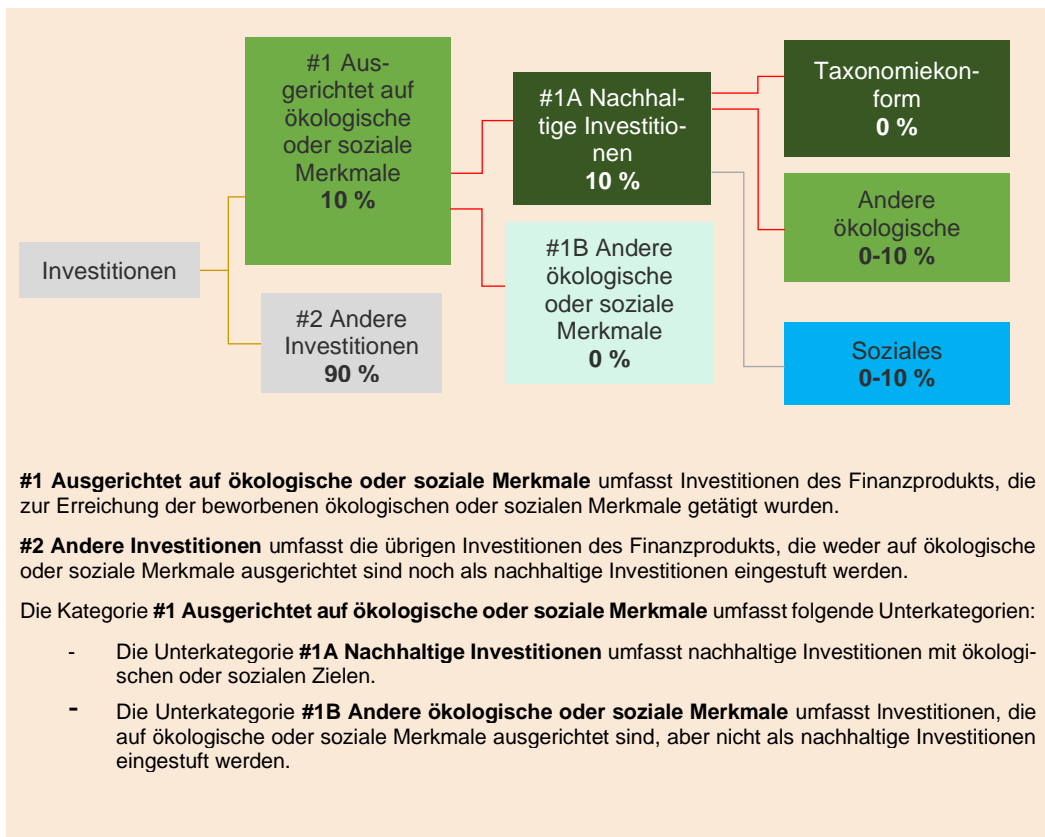 #1 Aus-
gerichtet auf
ökologische
oder soziale
Merkmale
10 %
#1A Nachhal-
tige Investitio-
nen
10 %
Taxonomiekon-
form
0 %
Andere
ökologische
0-10 %
#1B Andere
ökologische
oder soziale
Merkmale
0 %
Investitionen
#2 Andere
Investitionen
90 %
Soziales
0-10 %
#1 Ausgerichtet auf ökologische oder soziale Merkmale umfasst Investitionen des Finanzprodukts, die
zur Erreichung der beworbenen ökologischen oder sozialen Merkmale getätigt wurden.
#2 Andere Investitionen umfasst die übrigen Investitionen des Finanzprodukts, die weder auf ökologische
oder soziale Merkmale ausgerichtet sind noch als nachhaltige Investitionen eingestuft werden.
Die Kategorie #1 Ausgerichtet auf ökologische oder soziale Merkmale umfasst folgende Unterkategorien:
- Die Unterkategorie #1A Nachhaltige Investitionen umfasst nachhaltige Investitionen mit ökologi-
schen oder sozialen Zielen.
- Die Unterkategorie #1B Andere ökologische oder soziale Merkmale umfasst Investitionen, die
auf ökologische oder soziale Merkmale ausgerichtet sind, aber nicht als nachhaltige Investitionen
eingestuft werden.